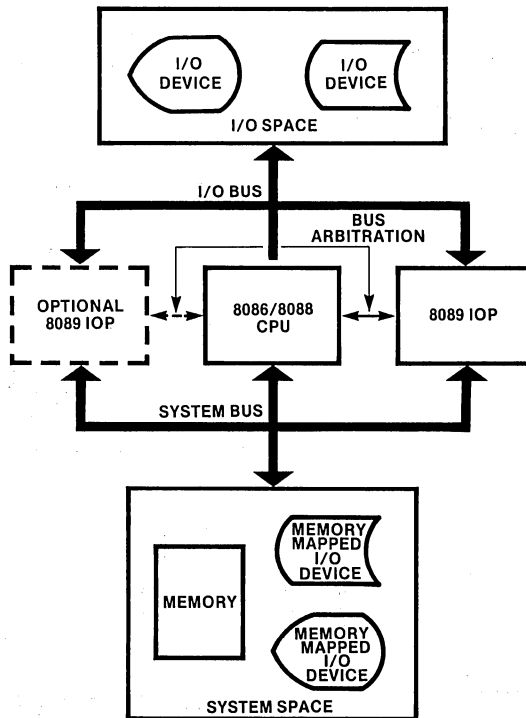 I/O
DEVICE
I/O
DEVICE
I/O SPACE
I/O BUS
BUS
ARBITRATION
OPTIONAL
8089 IOP
8086/8088
CPU
8089 IOP
SYSTEM BUS
MEMORY
MAPPED
I/O
DEVICE
MEMORY
MEMORY
MAPPED
I/O
DEVICE
SYSTEM SPACE